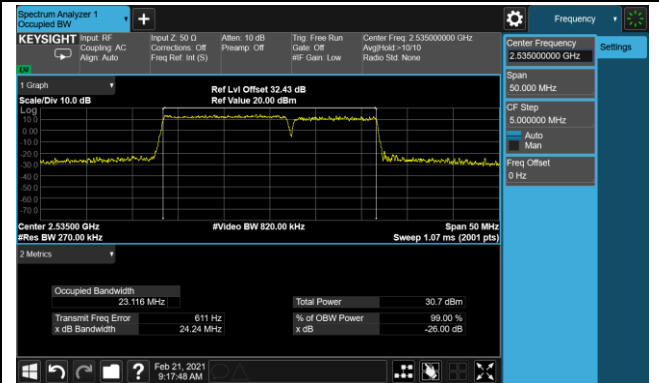 Spectrum Analyzer 1
Occupied BW
Frequency
KEYSIGHT
Input: RF
Coupling: AC
Align: Auto
Input Z: 50 Ω
Corrections: Off
Freq Ref: Int (S)
Atten: 10 dB
Preamp: Off
Trig: Free Run
Gate: Off
#IF Gain: Low
Center Freq: 2.535000000 GHz
Avg|Hold:>10/10
Radio Std: None
Center Frequency
2.535000000 GHz
Settings
Span
50.000 MHz
CF Step
5.000000 MHz
Auto
Man
Freq Offset
0 Hz
1 Graph
Scale/Div 10.0 dB
Ref Lvl Offset 32.43 dB
Ref Value 20.00 dBm
Log
10.0
0.00
-10.0
-20.0
-30.0
-40.0
-50.0
-60.0
-70.0
Center 2.53500 GHz
#Video BW 820.00 kHz
Span 50 MHz
#Res BW 270.00 kHz
Sweep 1.07 ms (2001 pts)
2 Metrics
Occupied Bandwidth
23.116 MHz
Total Power 30.7 dBm
Transmit Freq Error 611 Hz
% of OBW Power 99.00 %
x dB Bandwidth 24.24 MHz
x dB -26.00 dB
?
Feb 21, 2021
9:17:48 AM